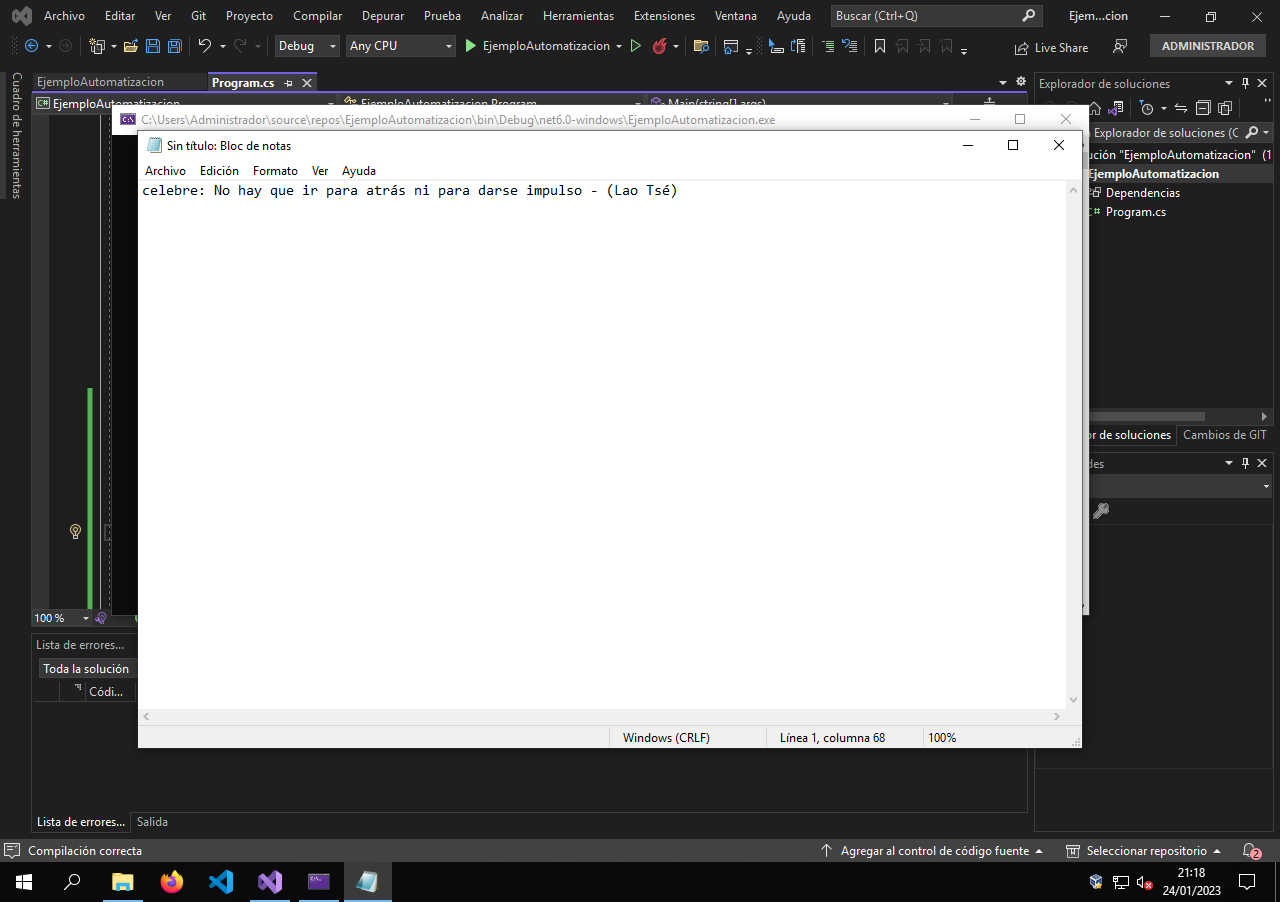 Archivo Editar Ver Git Proyecto Compilar Depurar Prueba Analizar Herramientas Extensiones Ventana Ayuda Buscar (Ctrl+Q) Ejem...cion
Debug Any CPU EjemploAutomatizacion Live Share ADMINISTRADOR
Cuadro de herramientas
EjemploAutomatizacion Program.cs
EjemploAutomatizacion EjemploAutomatizacion.Program Main(string[] args)
C:\Users\Administrador\source\repos\EjemploAutomatizacion\bin\Debug\net6.0-windows\EjemploAutomatizacion.exe
Sin título: Bloc de notas
Archivo Edición Formato Ver Ayuda
celebre: No hay que ir para atrás ni para darse impulso - (Lao Tsé)
Windows (CRLF) Línea 1, columna 68 100%
Explorador de soluciones
Explorador de soluciones (C
ución "EjemploAutomatizacion" (1
EjemploAutomatizacion
Dependencias
C# Program.cs
or de soluciones Cambios de GIT
des
100 %
Lista de errores...
Toda la solución
Códi...
Lista de errores... Salida
Compilación correcta Agregar al control de código fuente Seleccionar repositorio 2
21:18
24/01/2023